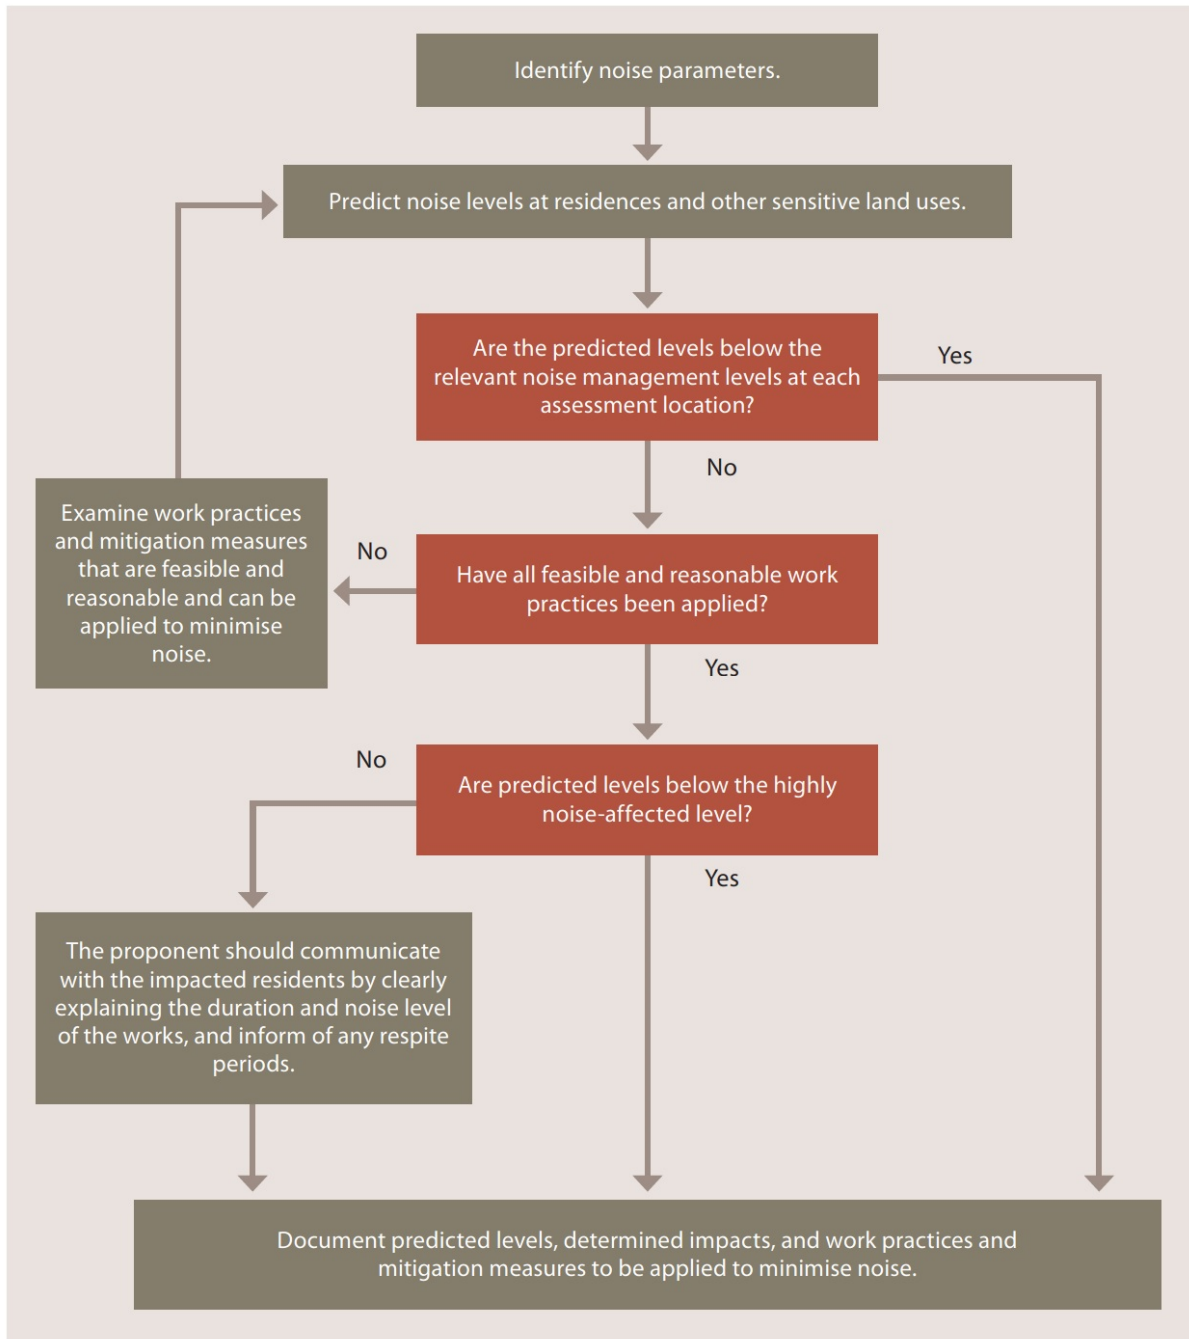 Identify noise parameters.
Predict noise levels at residences and other sensitive land uses.
Are the predicted levels below the
relevant noise management levels at each
assessment location?
Yes
No
Examine work practices
and mitigation measures
that are feasible and
reasonable and can be
applied to minimise
noise.
No
Have all feasible and reasonable work
practices been applied?
Yes
No
Are predicted levels below the highly
noise-affected level?
Yes
The proponent should communicate
with the impacted residents by clearly
explaining the duration and noise level
of the works, and inform of any respite
periods.
Document predicted levels, determined impacts, and work practices and
mitigation measures to be applied to minimise noise.